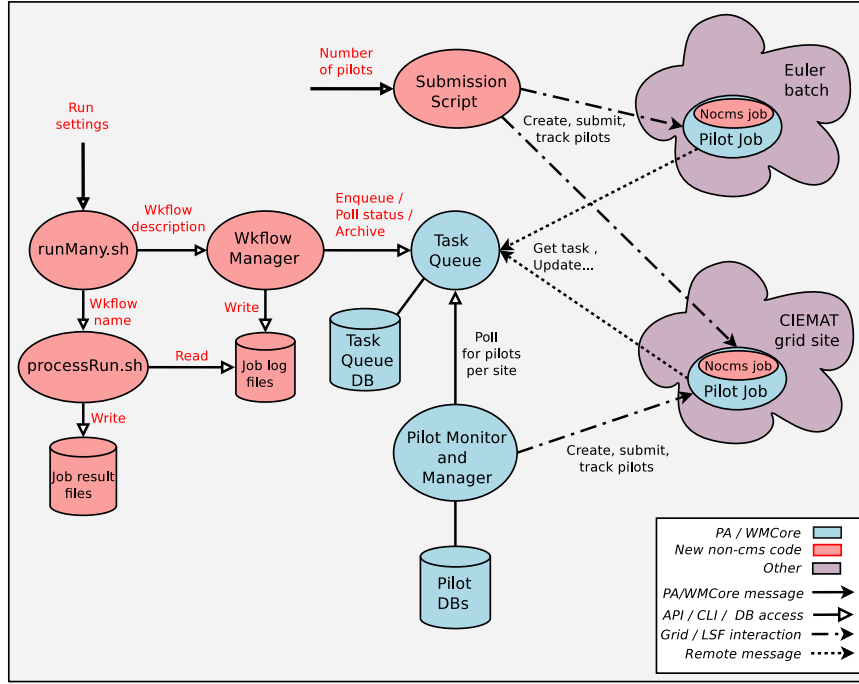 Number
of pilots
Submission
Script
Euler
batch
Nocms job
Pilot Job
Create, submit,
track pilots
Run
settings
Wkflow
description
Enqueue /
Poll status /
Archive
runMany.sh
Wkflow
Manager
Task
Queue
Get task ,
Update...
Wkflow
name
Write
Task
Queue
DB
Poll
for pilots
per site
CIEMAT
grid site
Nocms job
Pilot Job
processRun.sh
Read
Job log
files
Write
Pilot Monitor
and
Manager
Create, submit,
track pilots
Job result
files
Pilot
DBs
PA / WMCore
New non-cms code
Other
PA/WMCore message
API / CLI / DB access
Grid / LSF interaction
Remote message